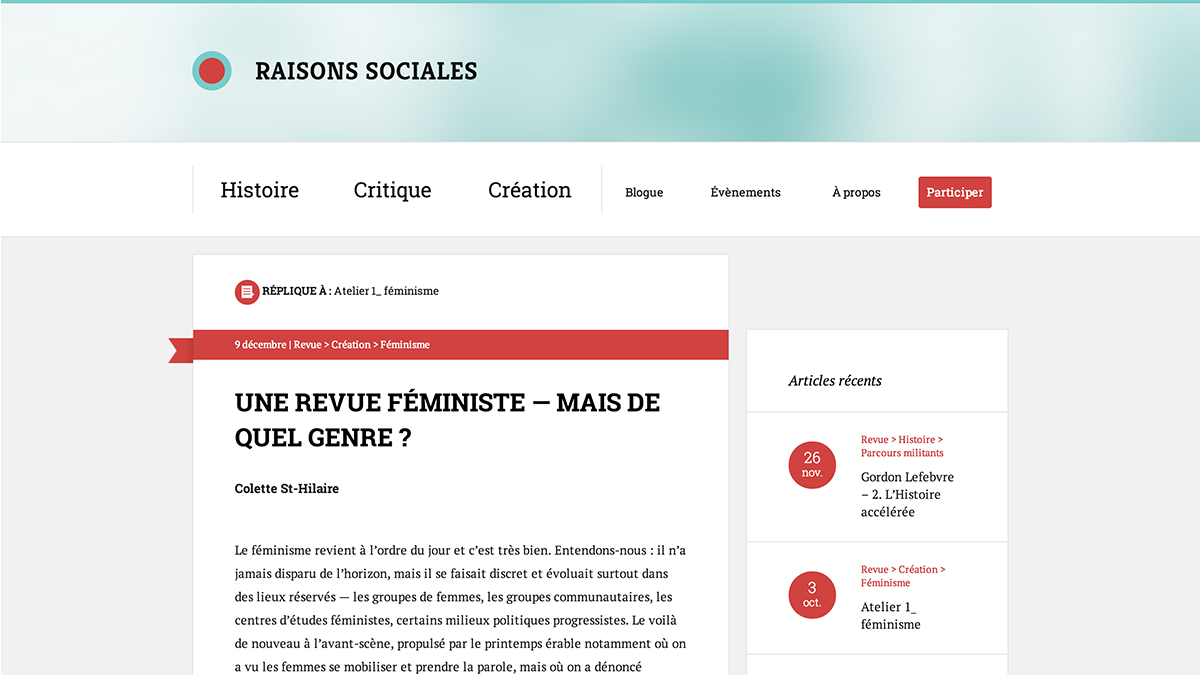 RAISONS SOCIALES
Histoire
Critique
Création
Blogue
Évènements
À propos
Participer
RÉPLIQUE À : Atelier 1_ féminisme
9 décembre | Revue > Création > Féminisme
UNE REVUE FÉMINISTE — MAIS DE
QUEL GENRE ?
Colette St-Hilaire
Le féminisme revient à l’ordre du jour et c’est très bien. Entendons-nous : il n’a
jamais disparu de l’horizon, mais il se faisait discret et évoluait surtout dans
des lieux réservés — les groupes de femmes, les groupes communautaires, les
centres d’études féministes, certains milieux politiques progressistes. Le voilà
de nouveau à l’avant-scène, propulsé par le printemps érable notamment où on
a vu les femmes se mobiliser et prendre la parole, mais où on a dénoncé
Articles récents
26
nov.
Revue > Histoire >
Parcours militants
Gordon Lefebvre
– 2. L’Histoire
accélérée
3
oct.
Revue > Création >
Féminisme
Atelier 1_
féminisme